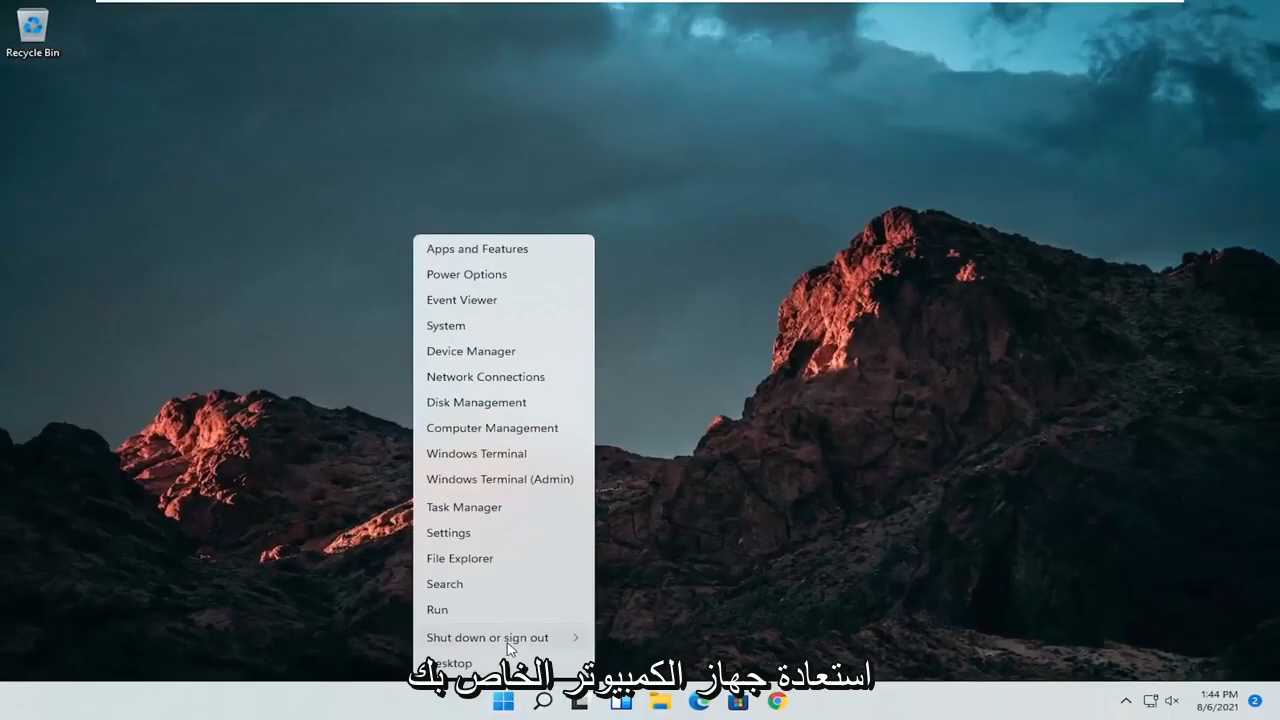 Recycle Bin
Apps and Features
Power Options
Event Viewer
System
Device Manager
Network Connections
Disk Management
Computer Management
Windows Terminal
Windows Terminal (Admin)
Task Manager
Settings
File Explorer
Search
Run
Shut down or sign out
Desktop
استعادة جهاز الكمبيوتر الخاص بك
1:44 PM
8/6/2021
2